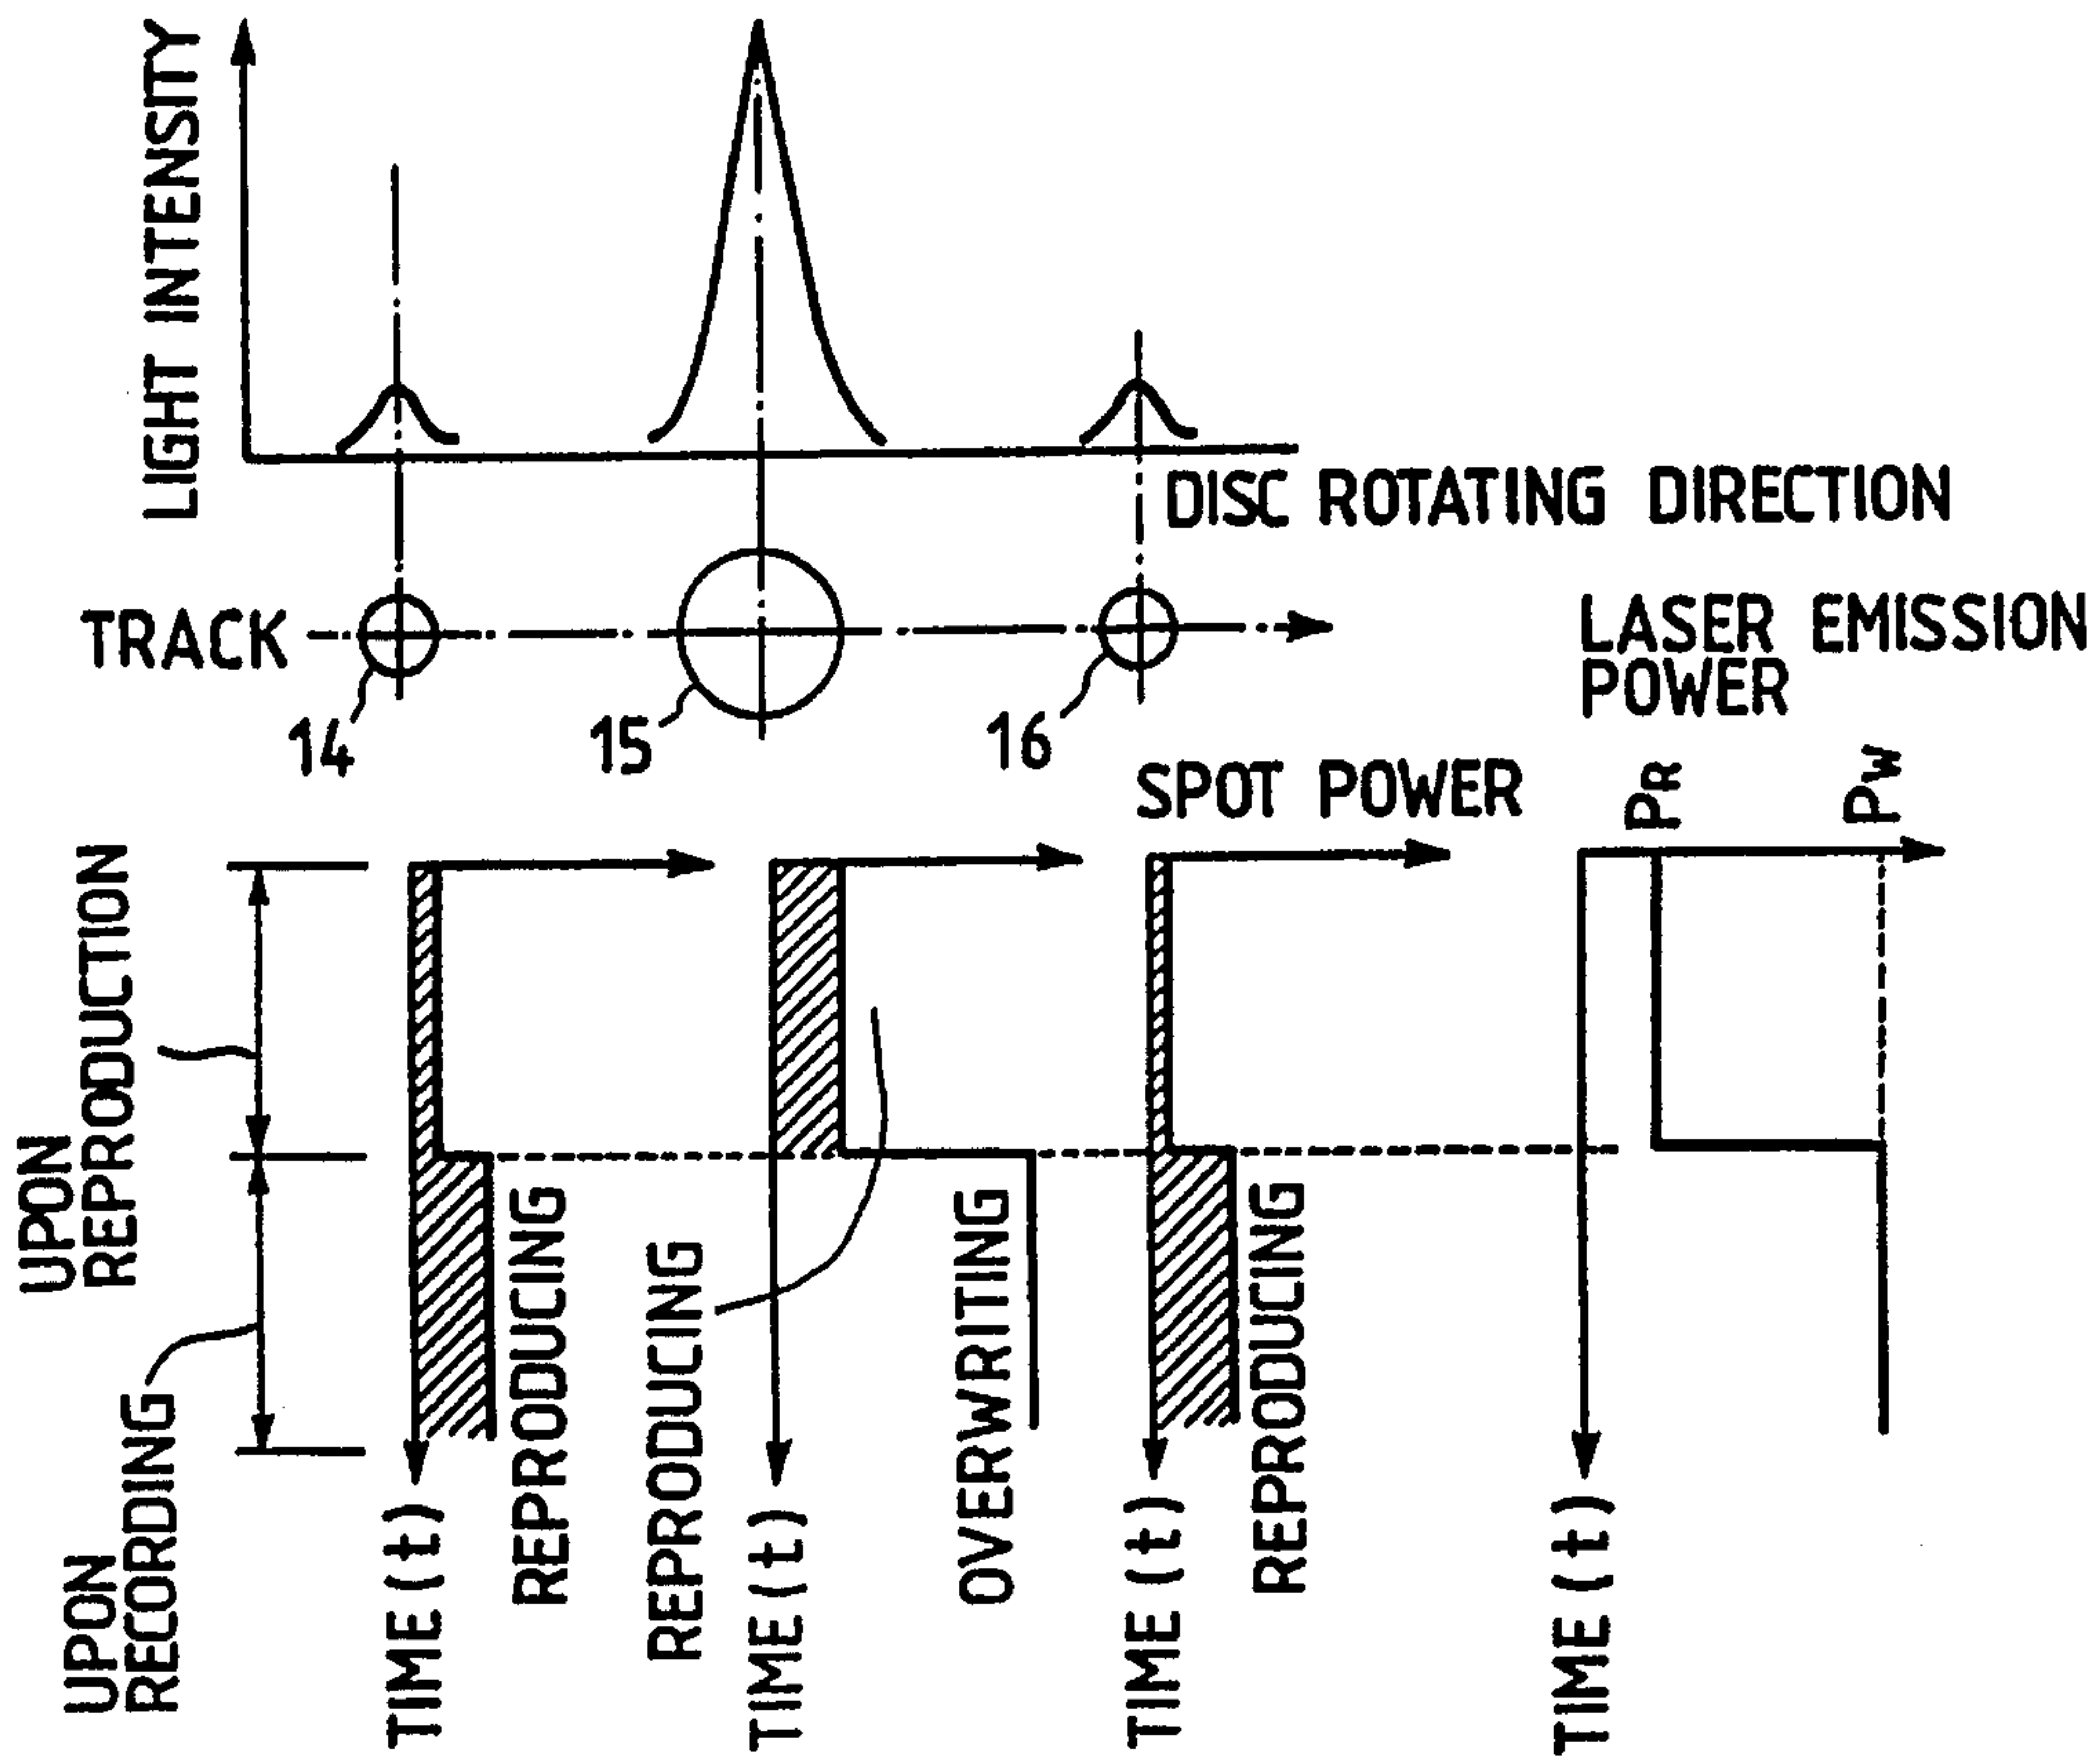 LIGHT INTENSITY
DISC ROTATING DIRECTION
TRACK
14
15
16
LASER EMISSION
POWER
SPOT POWER
PR
PW
UPON
REPRODUCTION
UPON
RECORDING
TIME (t)
REPRODUCING
REPRODUCING
TIME (t)
OVERWRITING
TIME (t)
REPRODUCING
TIME (t)